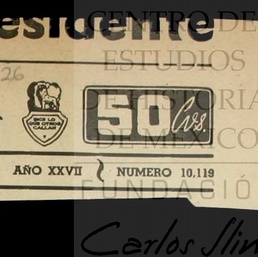 esidente
CENTRO DE
ESTUDIOS
DE HISTORIA
DE MEXICO
26
DICE LO
QUE OTROS
CALLAN
50 Cvs.
AÑO XXVII NUMERO 10,119
FUNDACIÓ
Carlos Slim